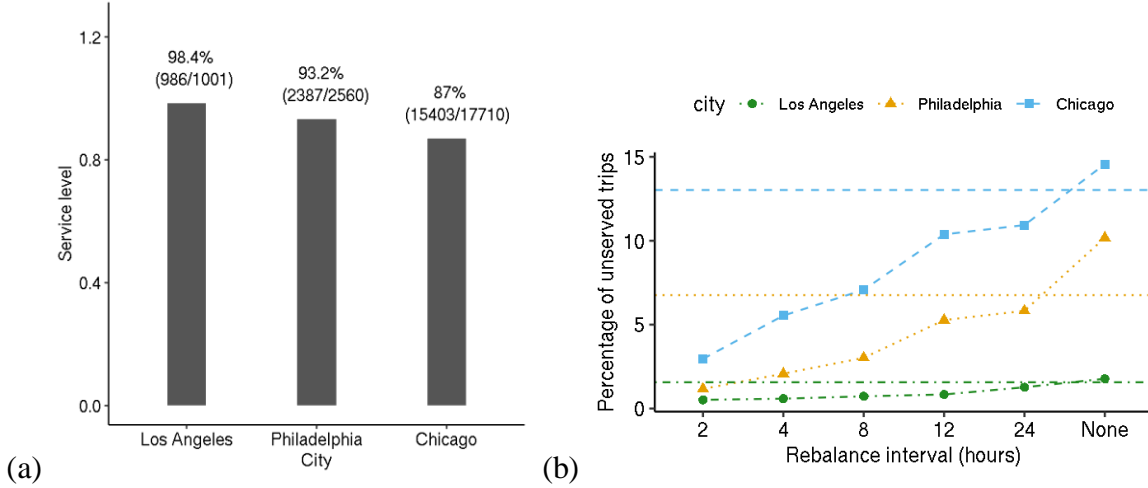 1.2
0.8
0.4
0.0
Service level
98.4%
(986/1001)
93.2%
(2387/2560)
87%
(15403/17710)
Los Angeles Philadelphia Chicago
City
(a)
city Los Angeles Philadelphia Chicago
15
10
5
0
Percentage of unserved trips
2 4 8 12 24 None
Rebalance interval (hours)
(b)